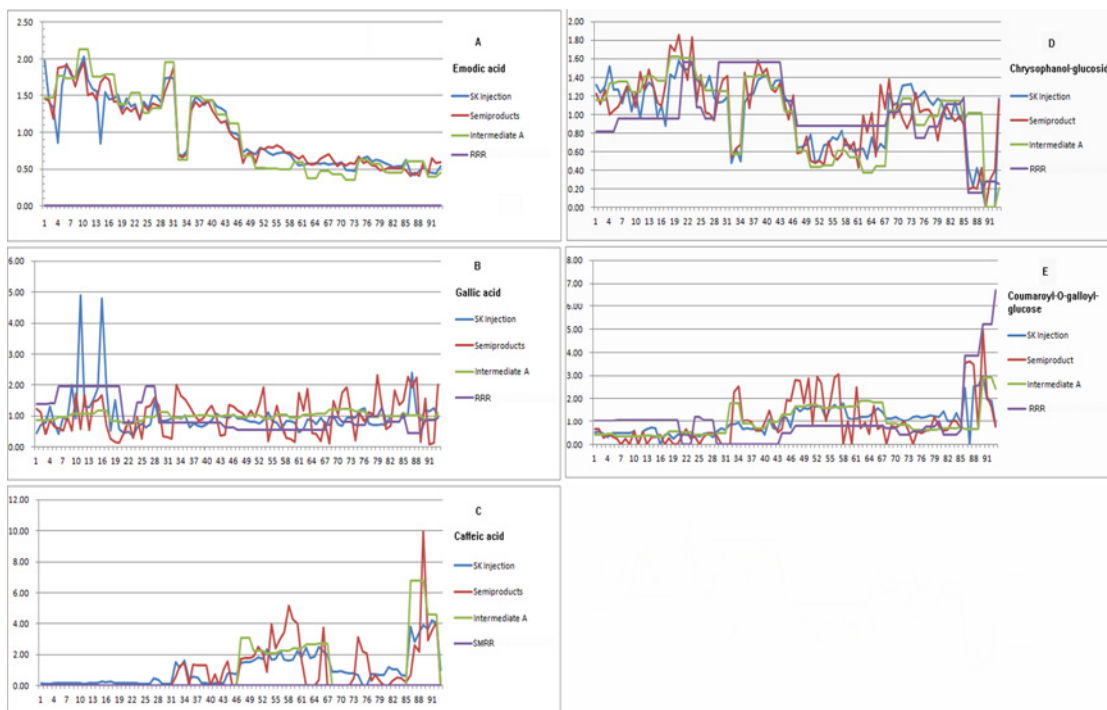 2.50
2.00
1.50
1.00
0.50
0.00
1 4 7 10 13 16 19 22 25 28 31 34 37 40 43 46 49 52 55 58 61 64 67 70 73 76 79 82 85 88 91
A
Emodic acid
SK Injection
Semiproducts
Intermediate A
RRR
2.00
1.80
1.60
1.40
1.20
1.00
0.80
0.60
0.40
0.20
0.00
1 4 7 10 13 16 19 22 25 28 31 34 37 40 43 46 49 52 55 58 61 64 67 70 73 76 79 82 85 88 91
D
Chrysophanol-glucosid
SK Injection
Semiproduct
Intermediate A
RRR
6.00
5.00
4.00
3.00
2.00
1.00
0.00
1 4 7 10 13 16 19 22 25 28 31 34 37 40 43 46 49 52 55 58 61 64 67 70 73 76 79 82 85 88 91
B
Gallic acid
SK Injection
Semiproducts
Intermediate A
RRR
8.00
7.00
6.00
5.00
4.00
3.00
2.00
1.00
0.00
1 4 7 10 13 16 19 22 25 28 31 34 37 40 43 46 49 52 55 58 61 64 67 70 73 76 79 82 85 88 91
E
Coumaroyl-O-galloyl-
glucose
SK Injection
Semiproduct
Intermediate A
RRR
12.00
10.00
8.00
6.00
4.00
2.00
0.00
1 4 7 10 13 16 19 22 25 28 31 34 37 40 43 46 49 52 55 58 61 64 67 70 73 76 79 82 85 88 91
C
Caffeic acid
SK Injection
Semiproducts
Intermediate A
SMRR